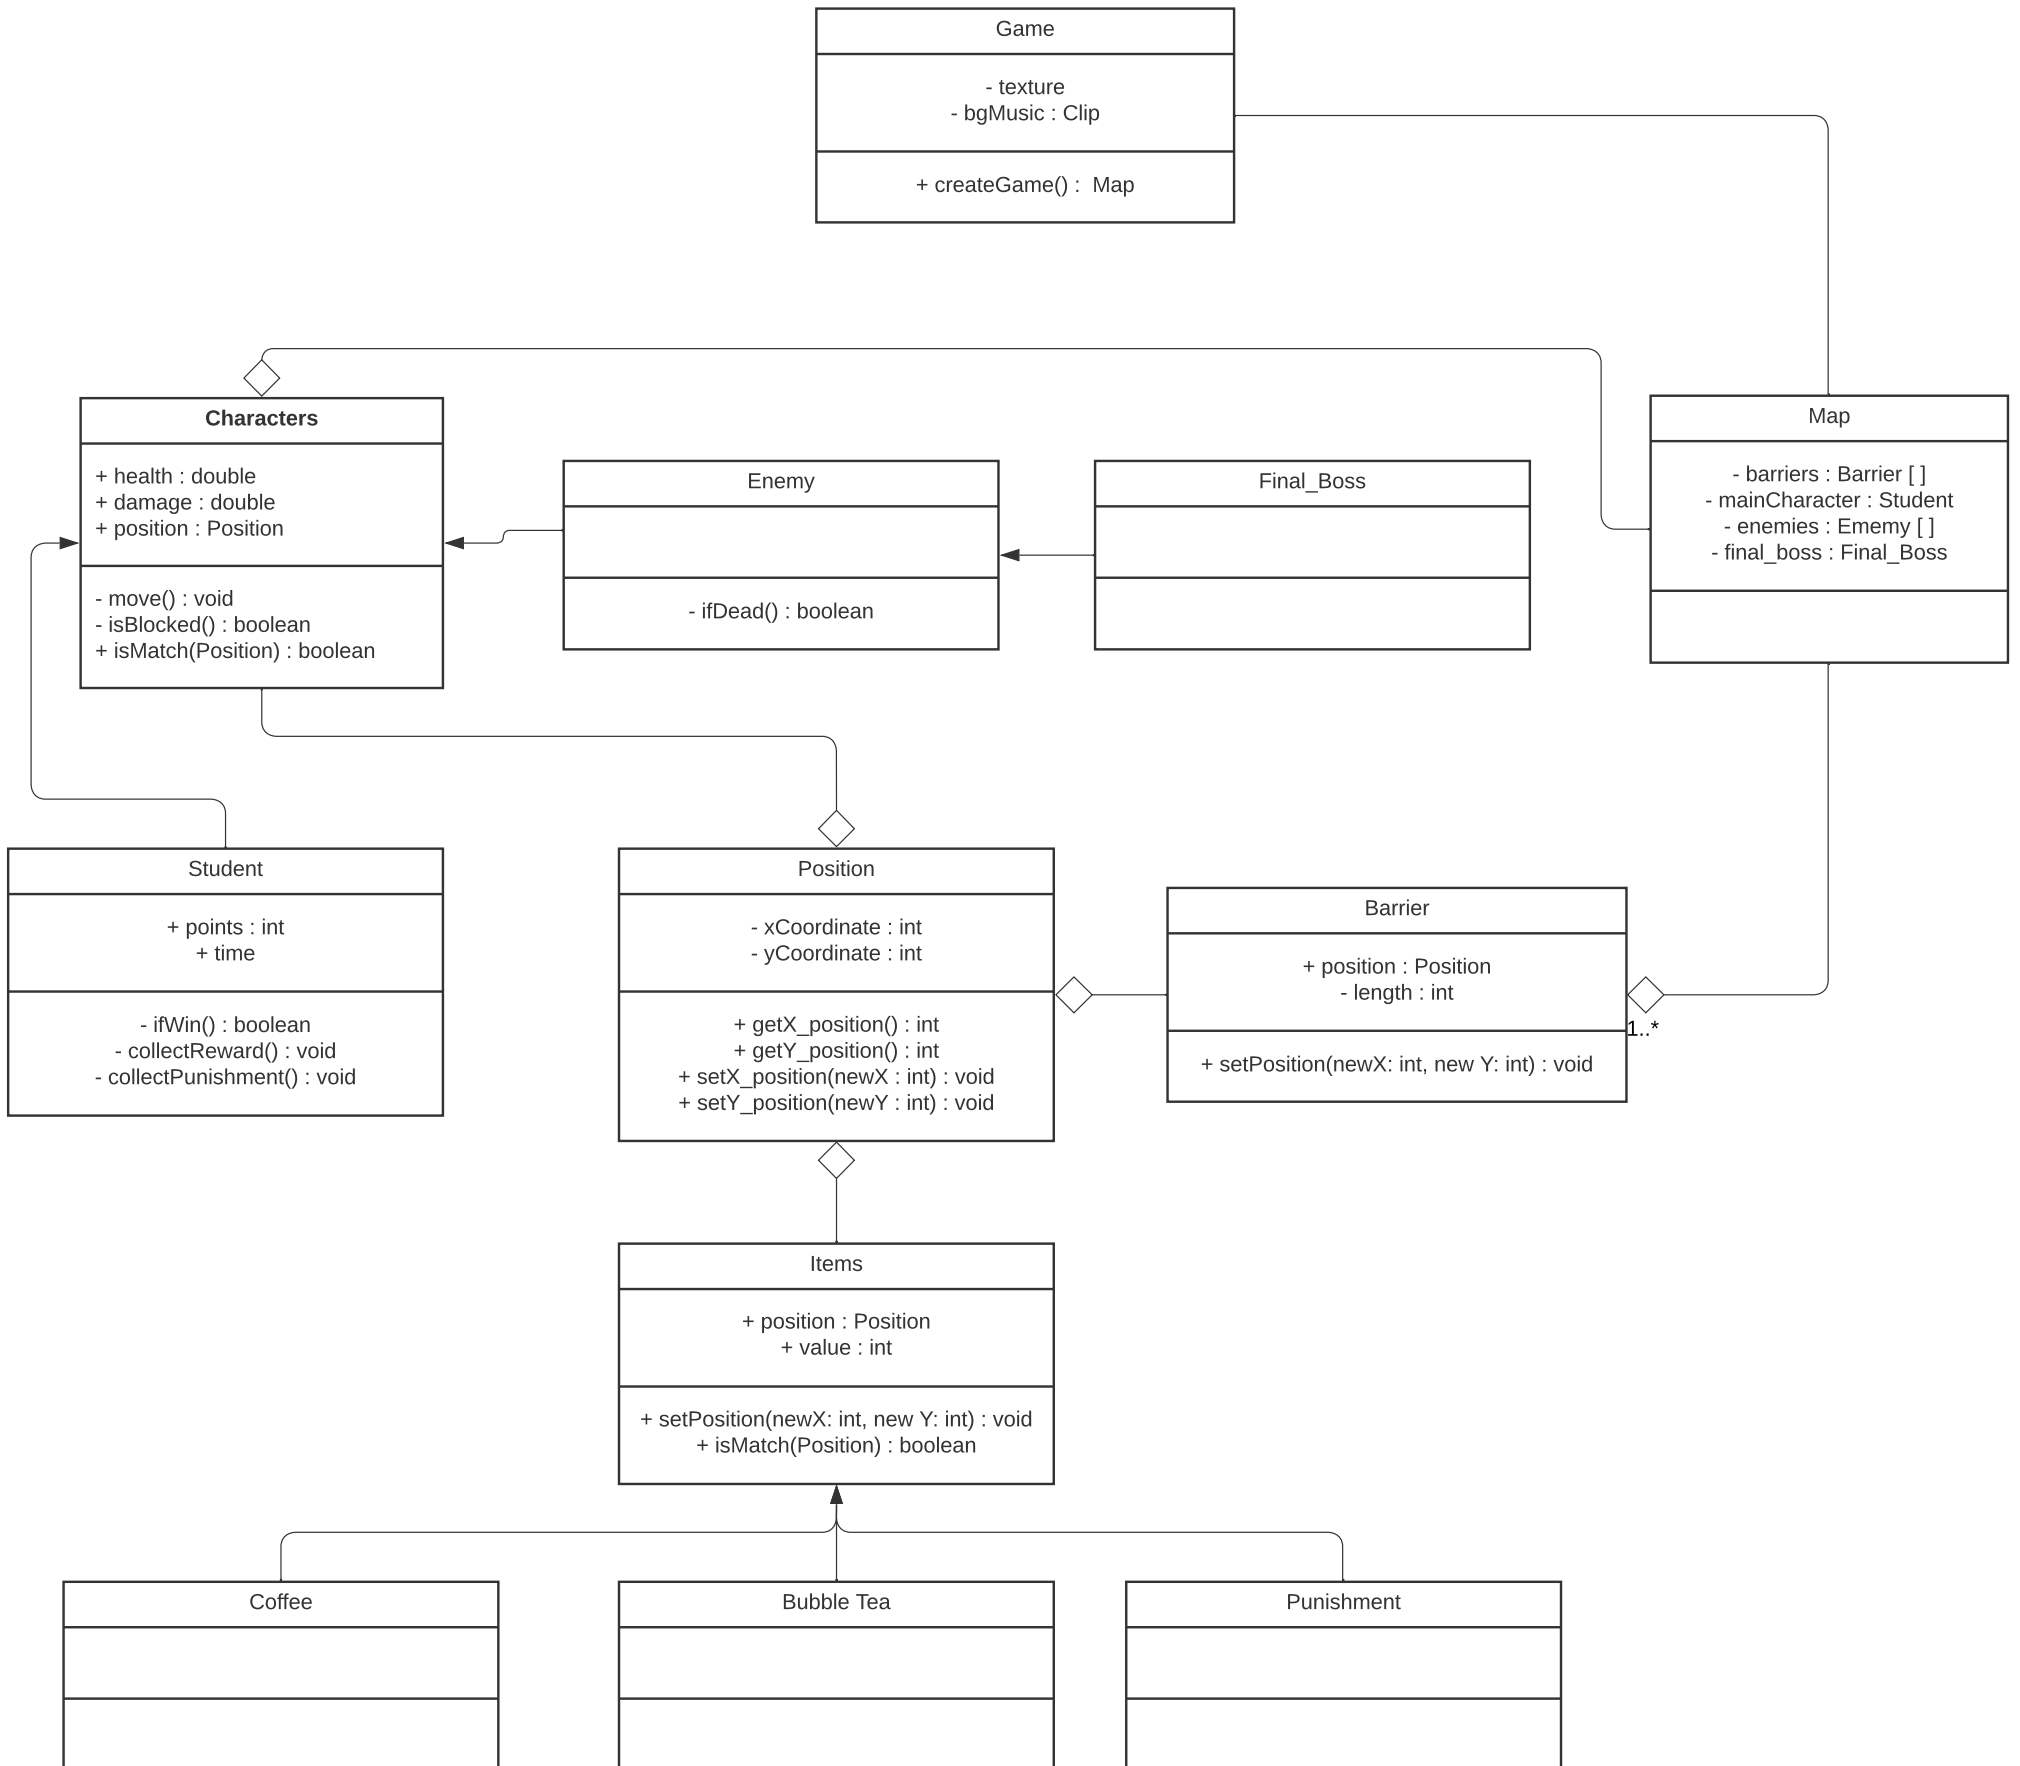 Game
- texture
- bgMusic : Clip
+ createGame() :  Map
Characters
+ health : double
+ damage : double
+ position : Position
- move() : void
- isBlocked() : boolean
+ isMatch(Position) : boolean
Enemy
- ifDead() : boolean
Final_Boss
Map
- barriers : Barrier [ ]
- mainCharacter : Student
- enemies : Ememy [ ]
- final_boss : Final_Boss
Student
+ points : int
+ time
- ifWin() : boolean
- collectReward() : void
- collectPunishment() : void
Position
- xCoordinate : int
- yCoordinate : int
+ getX_position() : int
+ getY_position() : int
+ setX_position(newX : int) : void
+ setY_position(newY : int) : void
Barrier
+ position : Position
- length : int
+ setPosition(newX: int, new Y: int) : void
1..*
Items
+ position : Position
+ value : int
+ setPosition(newX: int, new Y: int) : void
+ isMatch(Position) : boolean
Coffee
Bubble Tea
Punishment